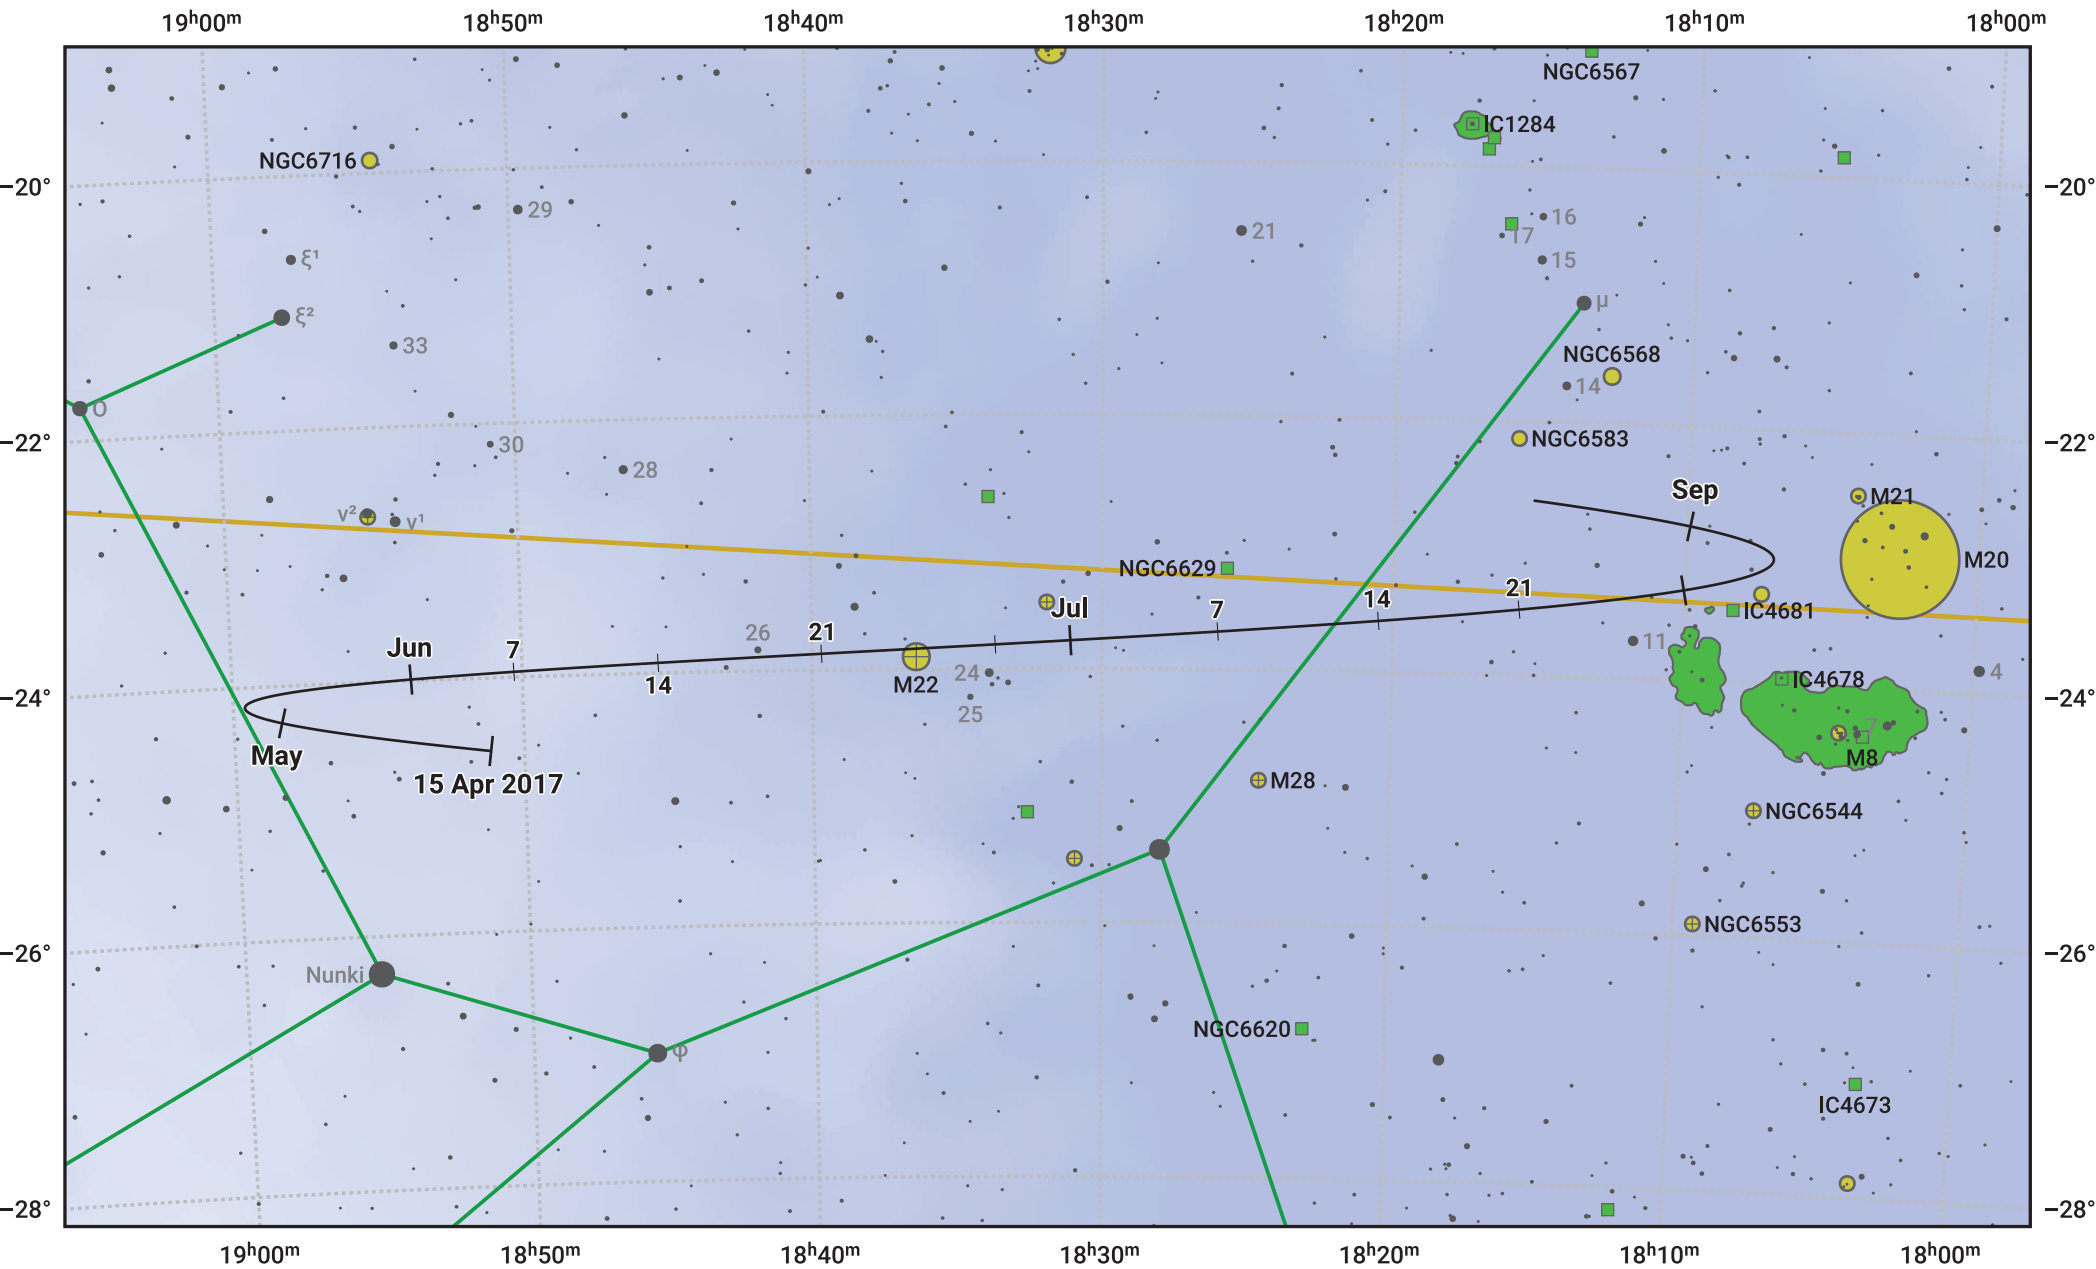 19ʰ00ᵐ 18ʰ50ᵐ 18ʰ40ᵐ 18ʰ30ᵐ 18ʰ20ᵐ 18ʰ10ᵐ 18ʰ00ᵐ
NGC6567
IC1284
NGC6716
−20° −20°
29
16
21
17
ξ¹
15
μ
ξ²
33
NGC6568
14
ο
−22° NGC6583 −22°
30
28
Sep
M21
ν² ν¹
M20
NGC6629
21
14
Jul
7
IC4681
26 21
11
Jun
7
24
4
IC4678
14
M22
−24° −24°
25
7
May
M8
15 Apr 2017
M28
NGC6544
NGC6553
−26° −26°
Nunki
NGC6620
φ
IC4673
−28° −28°
19ʰ00ᵐ 18ʰ50ᵐ 18ʰ40ᵐ 18ʰ30ᵐ 18ʰ20ᵐ 18ʰ10ᵐ 18ʰ00ᵐ